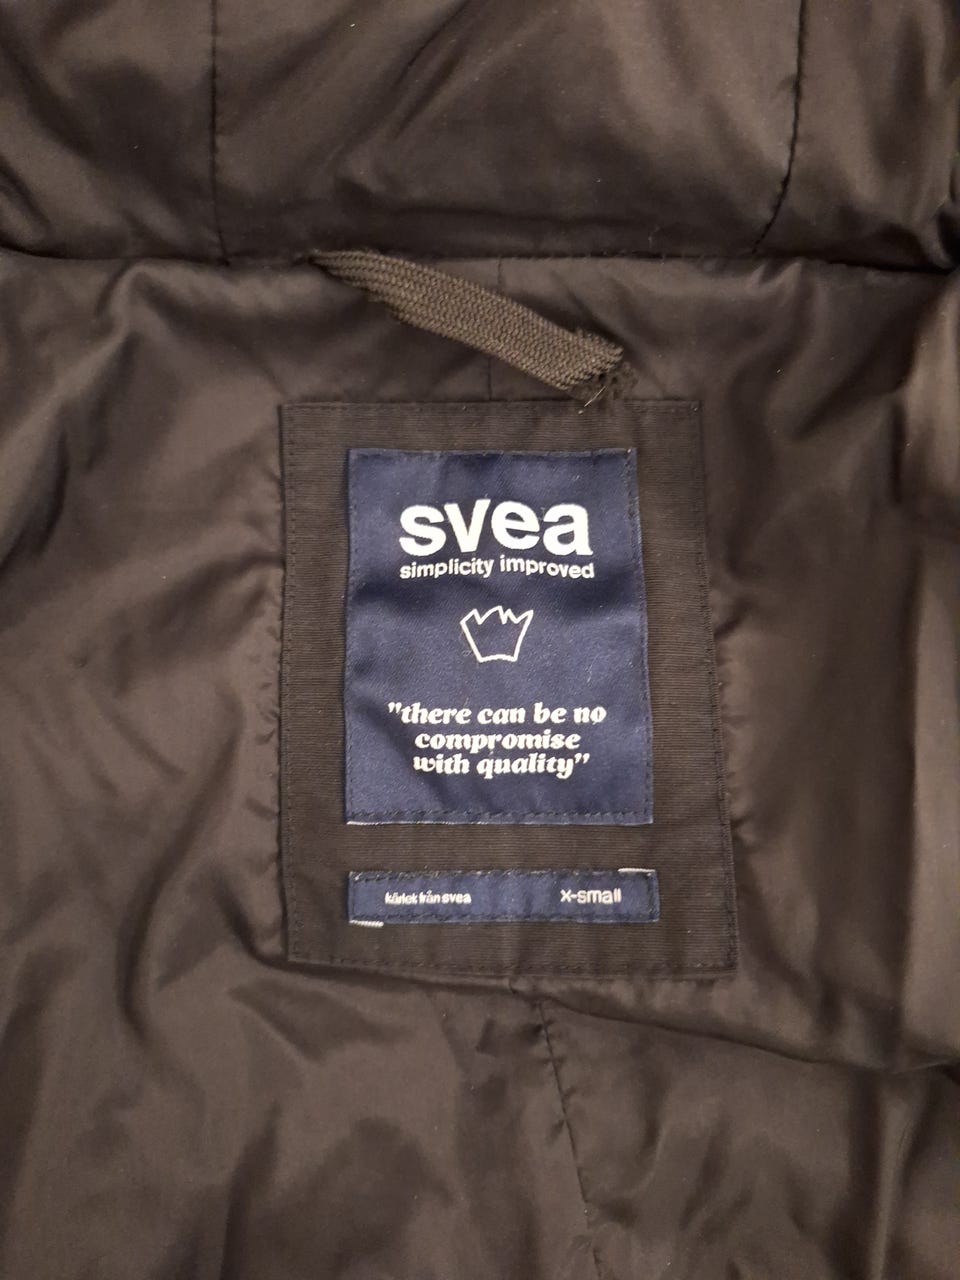 svea
simplicity improved
"there can be no
compromise
with quality"
kärlek från svea
x-small